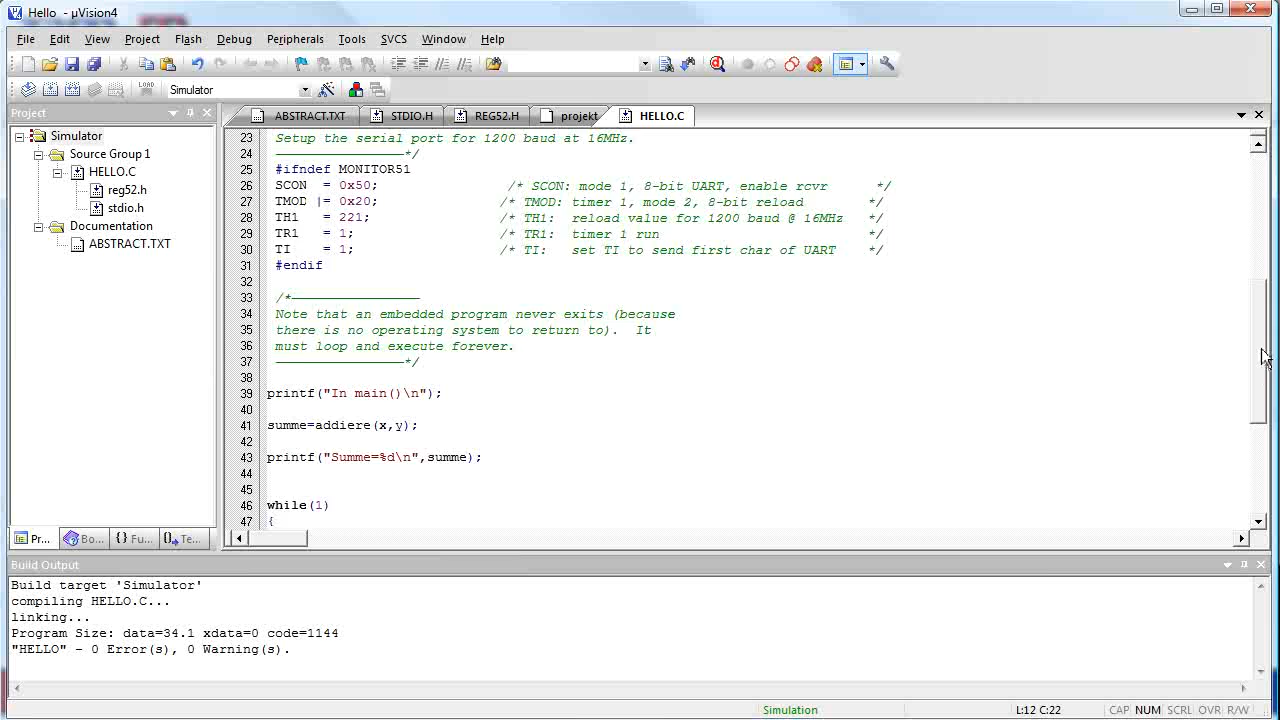 Hello - µVision4
File Edit View Project Flash Debug Peripherals Tools SVCS Window Help
LOAD
Simulator
Project
Simulator
Source Group 1
HELLO.C
reg52.h
stdio.h
Documentation
ABSTRACT.TXT
Pr... Bo... {} Fu... {}, Te...
ABSTRACT.TXT STDIO.H REG52.H projekt HELLO.C
23 Setup the serial port for 1200 baud at 16MHz.
24 ------------------------------------------------*/
25 #ifndef MONITOR51
26 SCON = 0x50; /* SCON: mode 1, 8-bit UART, enable rcvr */
27 TMOD |= 0x20; /* TMOD: timer 1, mode 2, 8-bit reload */
28 TH1 = 221; /* TH1: reload value for 1200 baud @ 16MHz */
29 TR1 = 1; /* TR1: timer 1 run */
30 TI = 1; /* TI: set TI to send first char of UART */
31 #endif
32
33 /*------------------------------------------------
34 Note that an embedded program never exits (because
35 there is no operating system to return to). It
36 must loop and execute forever.
37 ------------------------------------------------*/
38
39 printf("In main()\n");
40
41 summe=addiere(x,y);
42
43 printf("Summe=%d\n",summe);
44
45
46 while(1)
47 {
Build Output
Build target 'Simulator'
compiling HELLO.C...
linking...
Program Size: data=34.1 xdata=0 code=1144
"HELLO" - 0 Error(s), 0 Warning(s).
Simulation L:12 C:22 CAP NUM SCRL OVR R/W